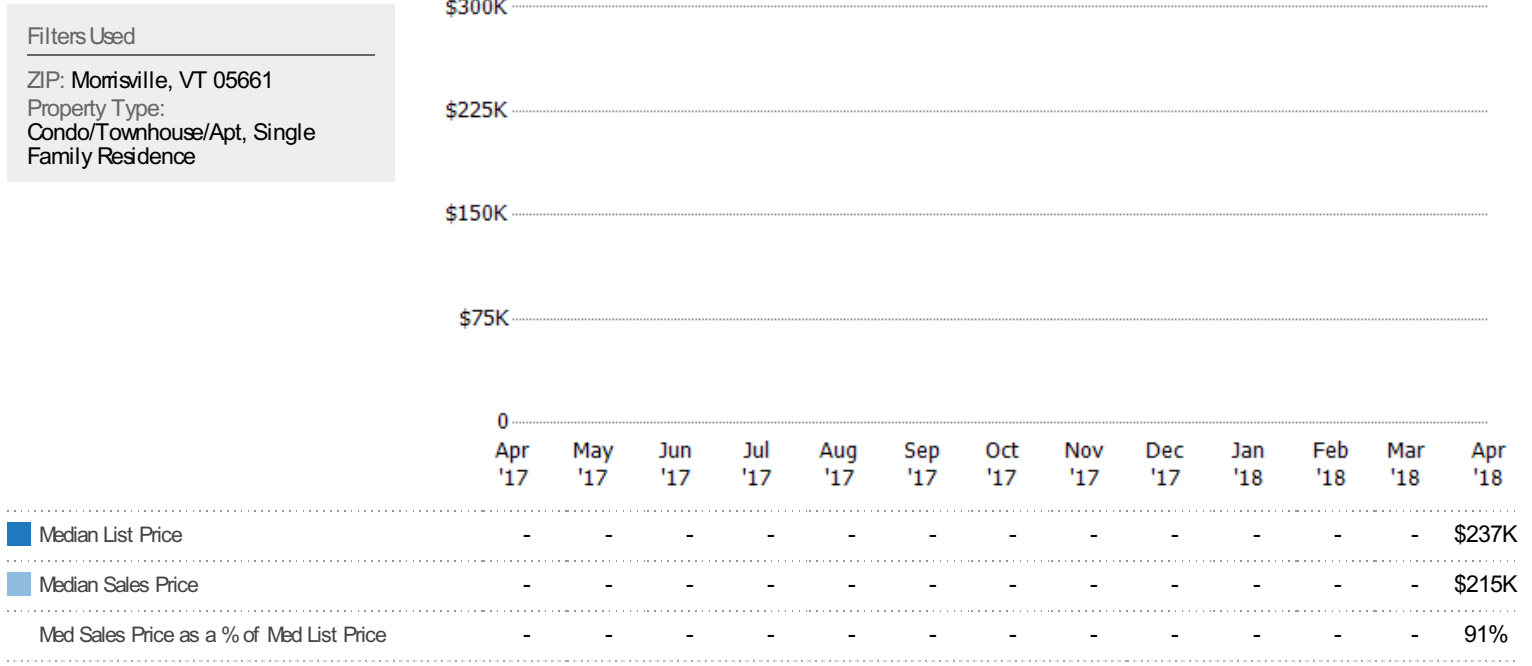 Filters Used
ZIP: Morrisville, VT 05661
Property Type:
Condo/Townhouse/Apt, Single
Family Residence
$300K
$225K
$150K
$75K
0
Apr May Jun Jul Aug Sep Oct Nov Dec Jan Feb Mar Apr
'17 '17 '17 '17 '17 '17 '17 '17 '17 '18 '18 '18 '18
Median List Price - - - - - - - - - - - - $237K
Median Sales Price - - - - - - - - - - - - $215K
Med Sales Price as a % of Med List Price - - - - - - - - - - - - 91%